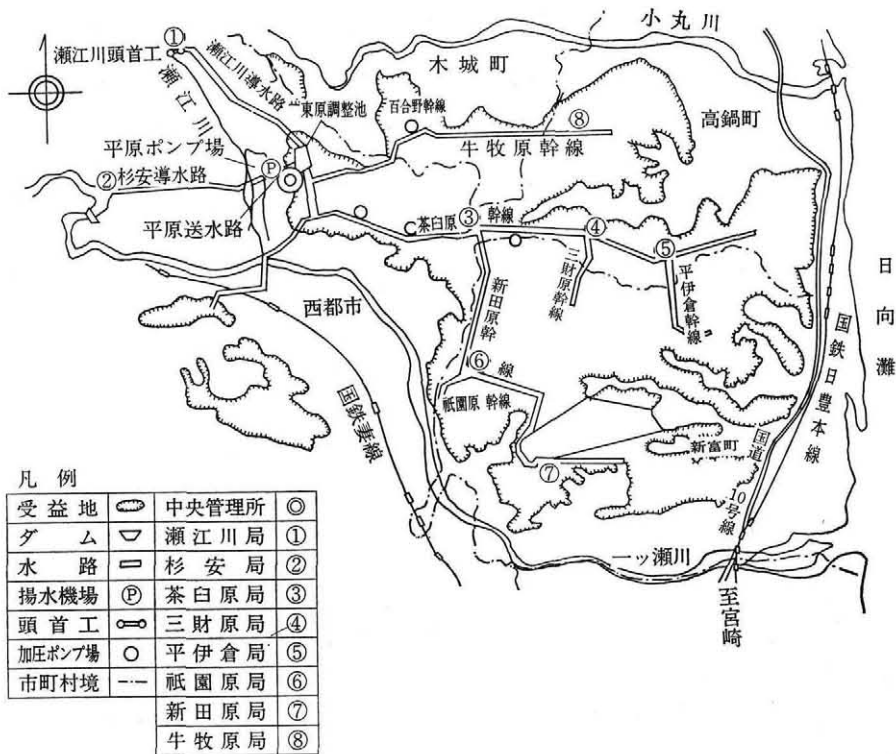 小丸川
①
瀬江川頭首工
瀬江川導水路
木城町
瀬江川
東原調整池
百合野幹線
⑧
高鍋町
平原ポンプ場
牛牧原幹線
P
②杉安導水路
平原送水路
茶臼原③幹線
④
⑤
三財原幹線
平伊倉幹線
新田原幹線
西都市
日向灘
国鉄日豊本線
⑥
祇園原幹線
国鉄妻線
新富町
国道10号線
⑦
一ッ瀬川
至宮崎
凡例
受益地 中央管理所 ◎
ダム 瀬江川局 ①
水路 杉安局 ②
揚水機場 Ⓟ 茶臼原局 ③
頭首工 三財原局 ④
加圧ポンプ場 ○ 平伊倉局 ⑤
市町村境 祇園原局 ⑥
新田原局 ⑦
牛牧原局 ⑧